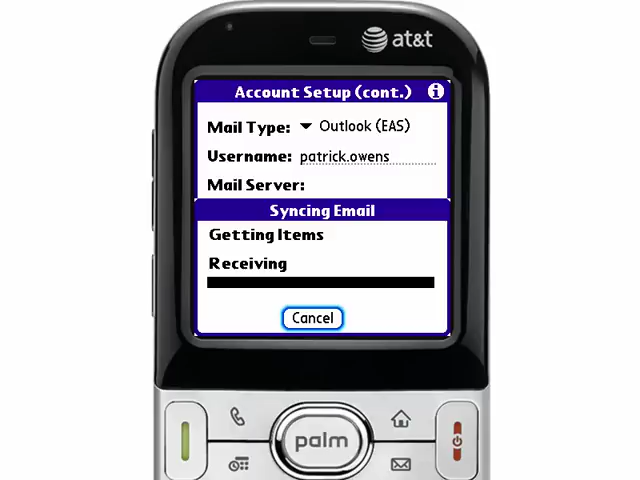 at&t
Account Setup (cont.)
Mail Type: Outlook (EAS)
Username: patrick.owens
Mail Server:
Syncing Email
Getting Items
Receiving
Cancel
palm